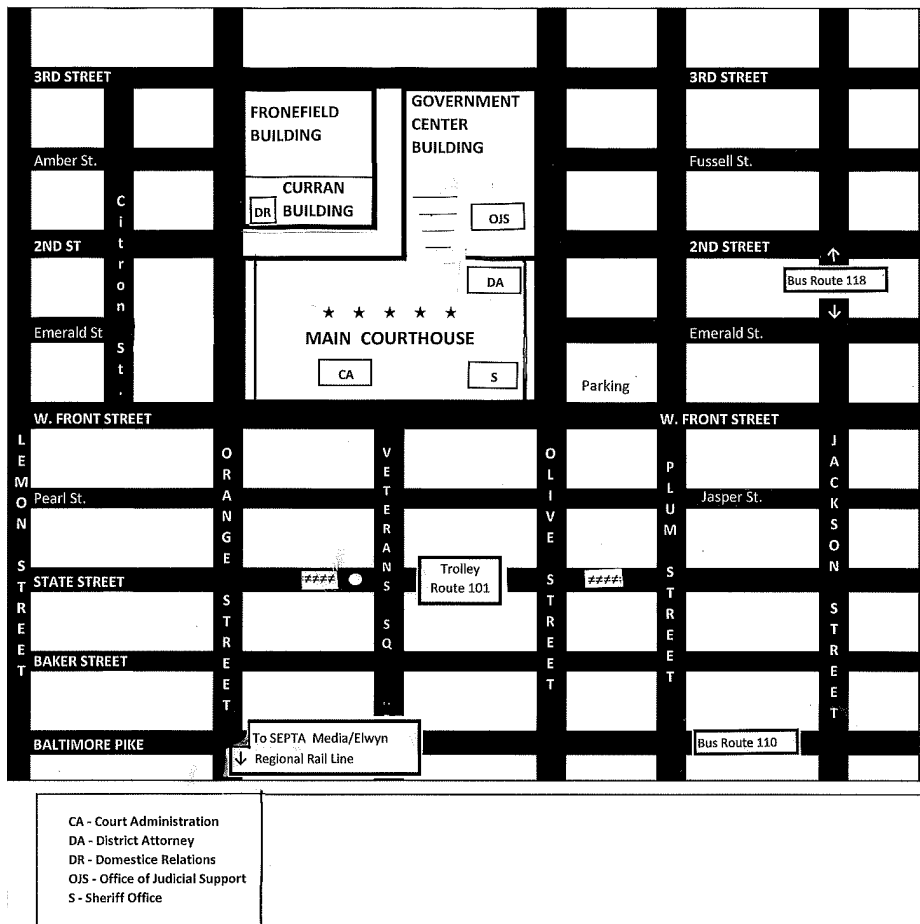 3RD STREET
3RD STREET
FRONEFIELD
BUILDING
GOVERNMENT
CENTER
BUILDING
Amber St.
Fussell St.
Citron St.
CURRAN
BUILDING
DR
OJS
2ND ST
2ND STREET
DA
Bus Route 118
Emerald St
MAIN COURTHOUSE
Emerald St.
CA
S
Parking
W. FRONT STREET
W. FRONT STREET
LEMON STREET
ORANGE STREET
VETERANS SQ
OLIVE STREET
PLUM STREET
JACKSON STREET
Pearl St.
Jasper St.
STATE STREET
Trolley
Route 101
BAKER STREET
BALTIMORE PIKE
To SEPTA Media/Elwyn
Regional Rail Line
Bus Route 110
CA - Court Administration
DA - District Attorney
DR - Domestice Relations
OJS - Office of Judicial Support
S - Sheriff Office